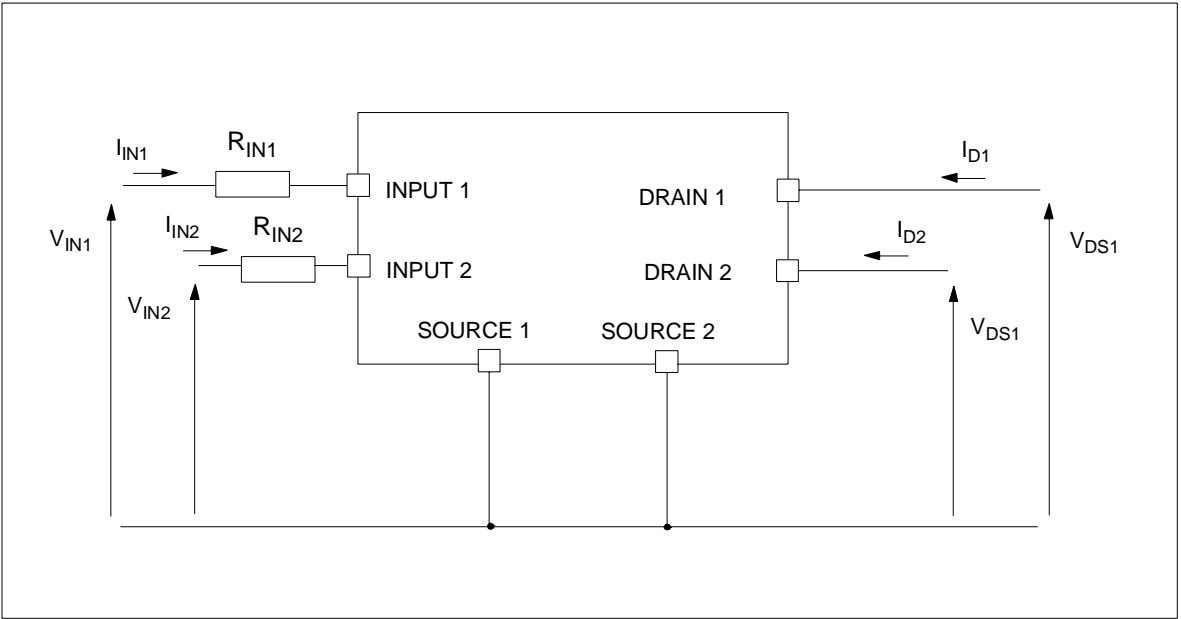 I_IN1
R_IN1
INPUT 1
DRAIN 1
I_D1
V_IN1
I_IN2
R_IN2
INPUT 2
DRAIN 2
I_D2
V_DS1
V_IN2
SOURCE 1
SOURCE 2
V_DS1